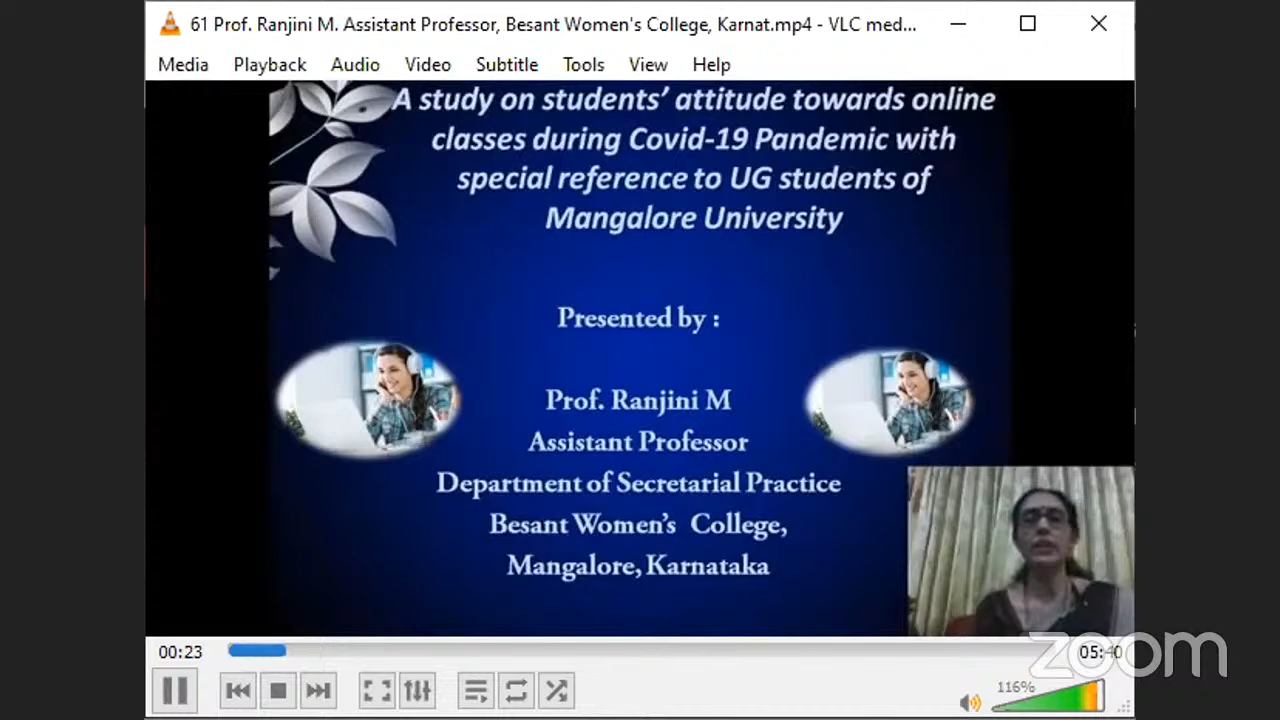 61 Prof. Ranjini M. Assistant Professor, Besant Women's College, Karnat.mp4 - VLC med...
Media Playback Audio Video Subtitle Tools View Help
A study on students’ attitude towards online
classes during Covid-19 Pandemic with
special reference to UG students of
Mangalore University
Presented by :
Prof. Ranjini M
Assistant Professor
Department of Secretarial Practice
Besant Women’s College,
Mangalore, Karnataka
00:23
05:40
zoom
116%